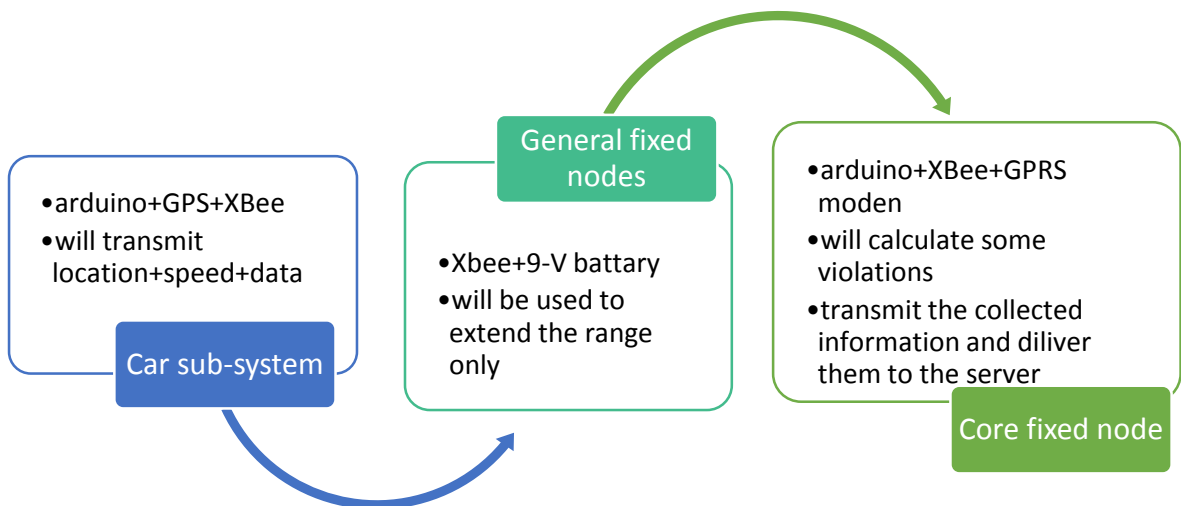 •arduino+GPS+XBee
•will transmit
location+speed+data
Car sub-system
General fixed
nodes
•Xbee+9-V battary
•will be used to
extend the range
only
•arduino+XBee+GPRS
moden
•will calculate some
violations
•transmit the collected
information and diliver
them to the server
Core fixed node